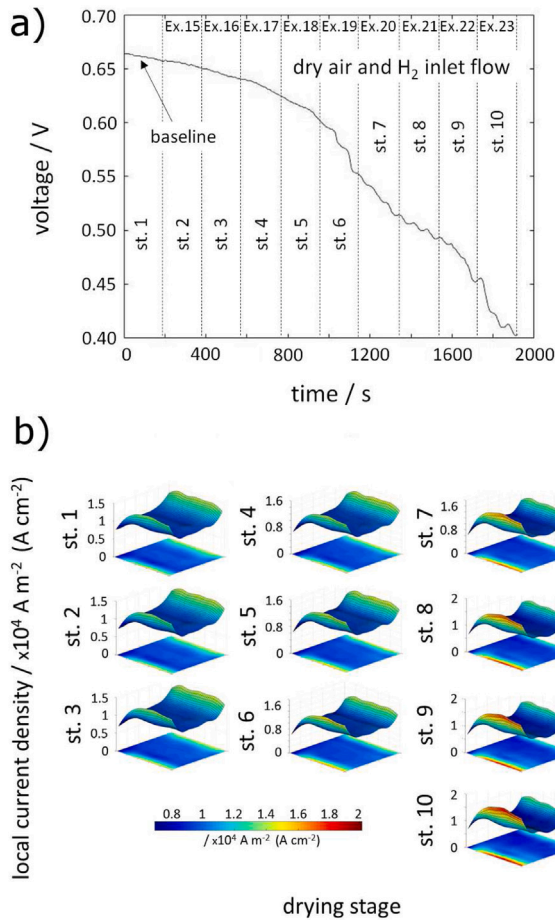 a)
0.70
0.65
0.60
0.55
0.50
0.45
0.40
voltage / V
Ex.15 Ex.16 Ex.17 Ex.18 Ex.19 Ex.20 Ex.21 Ex.22 Ex.23
dry air and H₂ inlet flow
baseline
st. 1
st. 2
st. 3
st. 4
st. 5
st. 6
st. 7
st. 8
st. 9
st. 10
0 400 800 1200 1600 2000
time / s
b)
local current density / x10⁴ A m⁻² (A cm⁻²)
st. 1
1.5
1
0.5
0
st. 4
1.6
1.2
0.8
0
st. 7
1.6
0.8
0
st. 2
1.5
1
0.5
0
st. 5
1.6
1.2
0.8
0
st. 8
2
1
0
st. 3
1.5
1
0.5
0
st. 6
1.6
1.2
0.8
0
st. 9
2
1
0
st. 10
2
1
0
0.8 1 1.2 1.4 1.6 1.8 2
/ x10⁴ A m⁻² (A cm⁻²)
drying stage